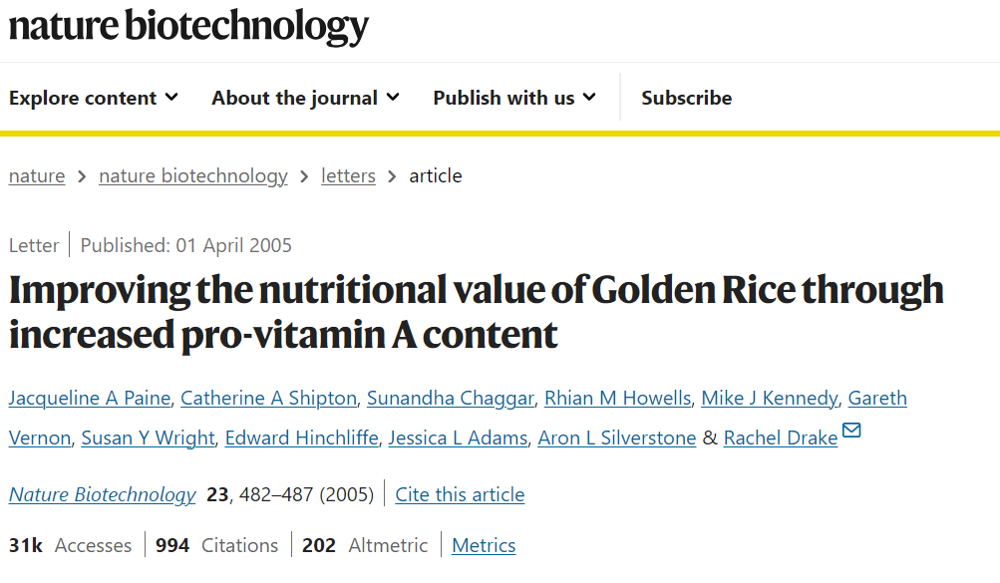 nature biotechnology
Explore content About the journal Publish with us Subscribe
nature > nature biotechnology > letters > article
Letter | Published: 01 April 2005
Improving the nutritional value of Golden Rice through
increased pro-vitamin A content
Jacqueline A Paine, Catherine A Shipton, Sunandha Chaggar, Rhian M Howells, Mike J Kennedy, Gareth
Vernon, Susan Y Wright, Edward Hinchliffe, Jessica L Adams, Aron L Silverstone & Rachel Drake
Nature Biotechnology 23, 482–487 (2005) | Cite this article
31k Accesses | 994 Citations | 202 Altmetric | Metrics